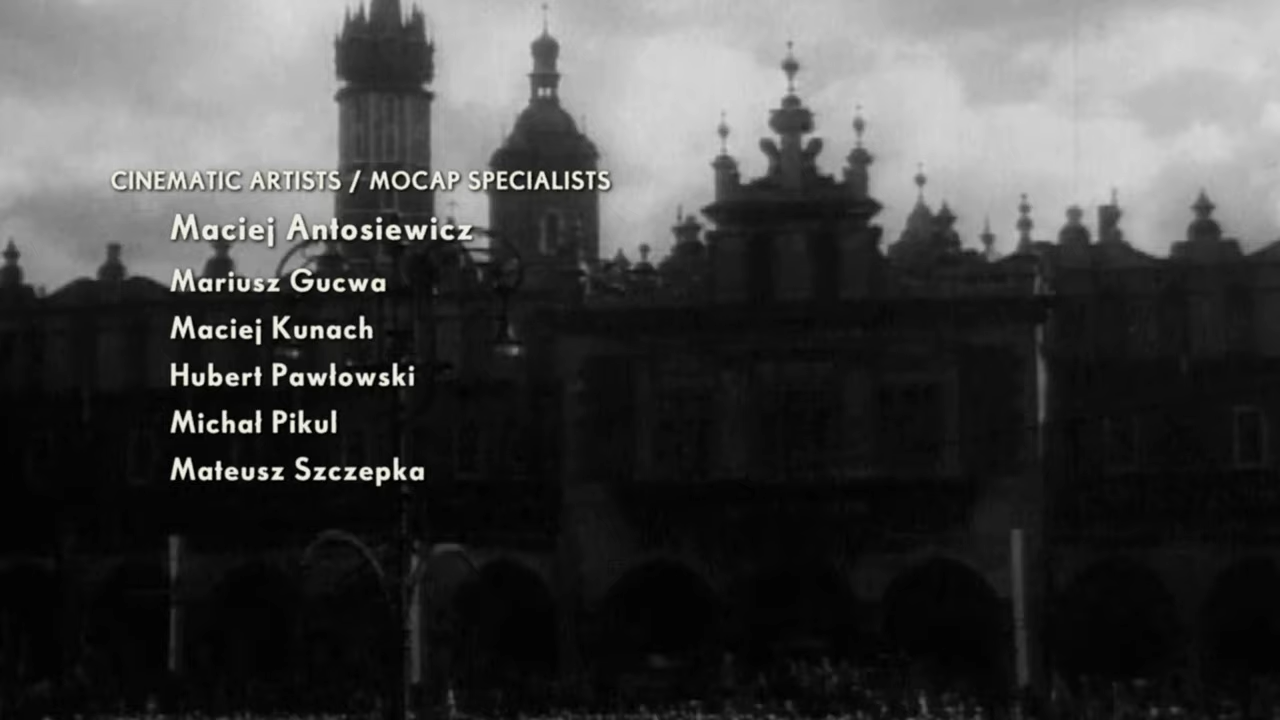 CINEMATIC ARTISTS / MOCAP SPECIALISTS
Maciej Antosiewicz
Mariusz Gucwa
Maciej Kunach
Hubert Pawłowski
Michał Pikul
Mateusz Szczepka